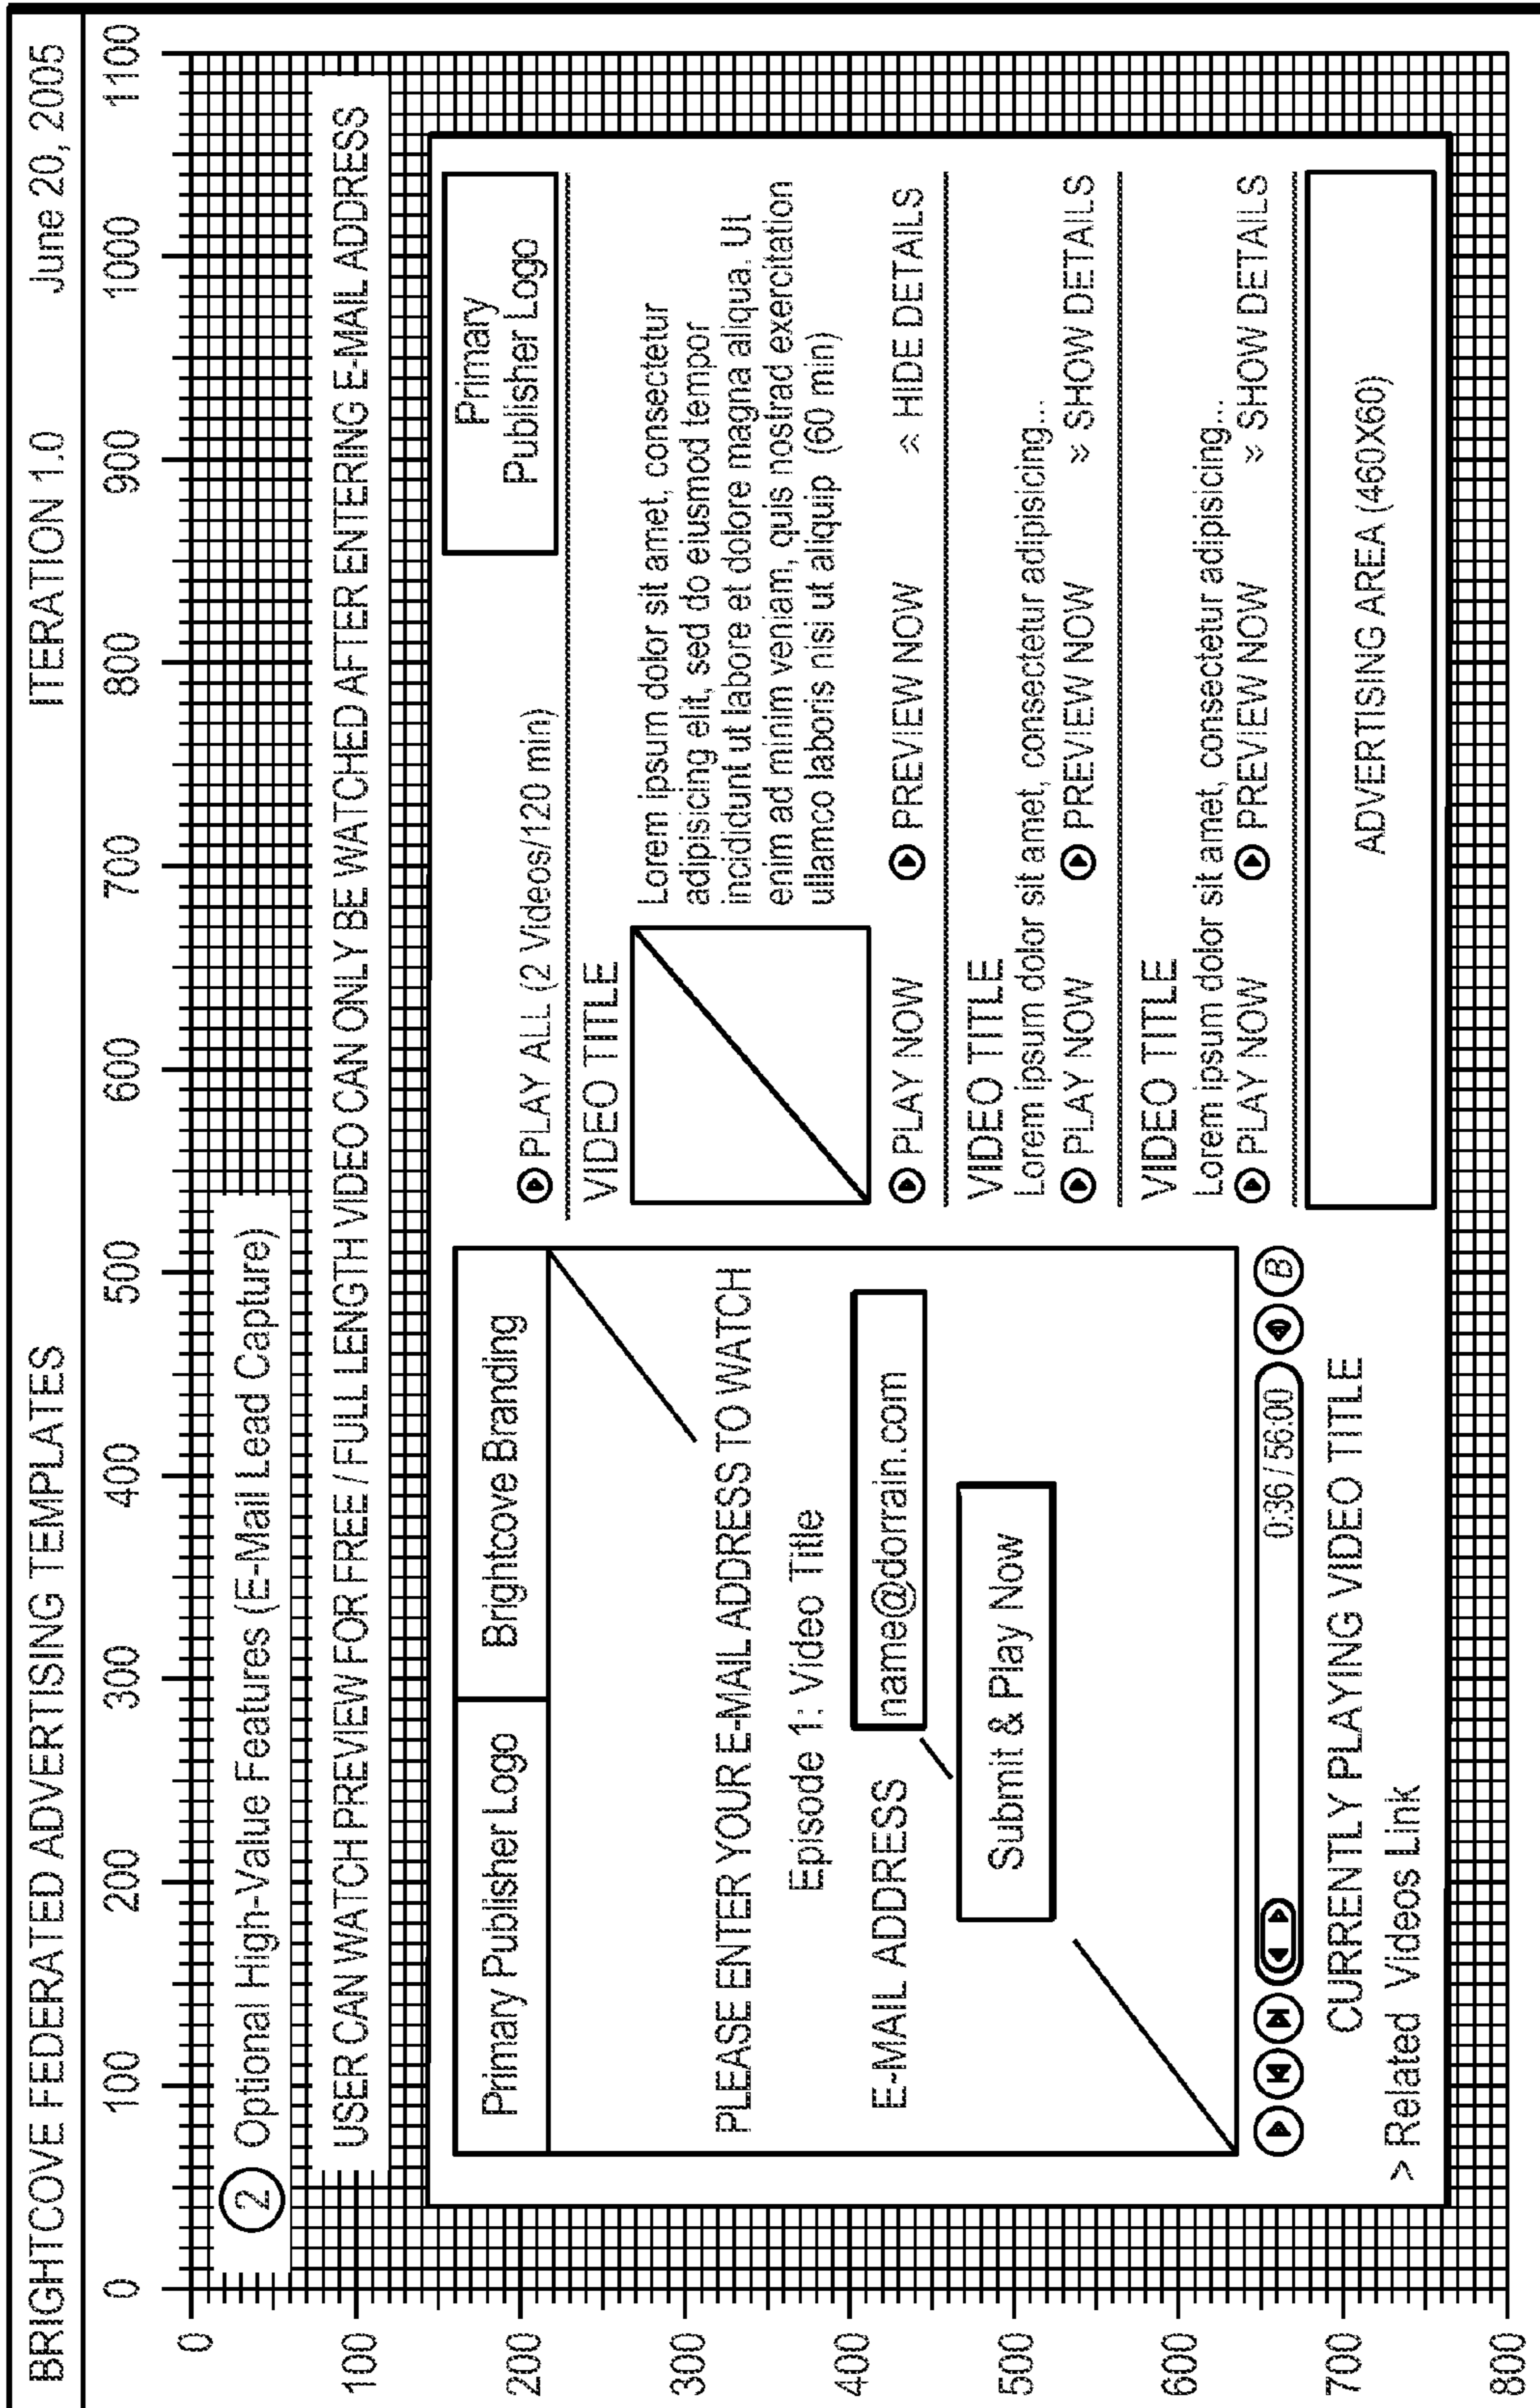 BRIGHTCOVE FEDERATED ADVERTISING TEMPLATES ITERATION 1.0 June 20, 2005
0 100 200 300 400 500 600 700 800 900 1000 1100
0
100
200
300
400
500
600
700
800
2 Optional High-Value Features (E-Mail Lead Capture)
USER CAN WATCH PREVIEW FOR FREE / FULL LENGTH VIDEO CAN ONLY BE WATCHED AFTER ENTERING E-MAIL ADDRESS
Primary Publisher Logo
Brightcove Branding
PLEASE ENTER YOUR E-MAIL ADDRESS TO WATCH
Episode 1: Video Title
E-MAIL ADDRESS
name@dorrain.com
Submit & Play Now
0:36 / 56:00
B
CURRENTLY PLAYING VIDEO TITLE
> Related Videos Link
Primary
Publisher Logo
PLAY ALL (2 Videos/120 min)
VIDEO TITLE
Lorem ipsum dolor sit amet, consectetur
adipisicing elit, sed do eiusmod tempor
incididunt ut labore et dolore magna aliqua. Ut
enim ad minim veniam, quis nostrad exercitation
ullamco laboris nisi ut aliquip (60 min)
PLAY NOW PREVIEW NOW HIDE DETAILS
VIDEO TITLE
Lorem ipsum dolor sit amet, consectetur adipisicing...
PLAY NOW PREVIEW NOW SHOW DETAILS
VIDEO TITLE
Lorem ipsum dolor sit amet, consectetur adipisicing...
PLAY NOW PREVIEW NOW SHOW DETAILS
ADVERTISING AREA (460X60)